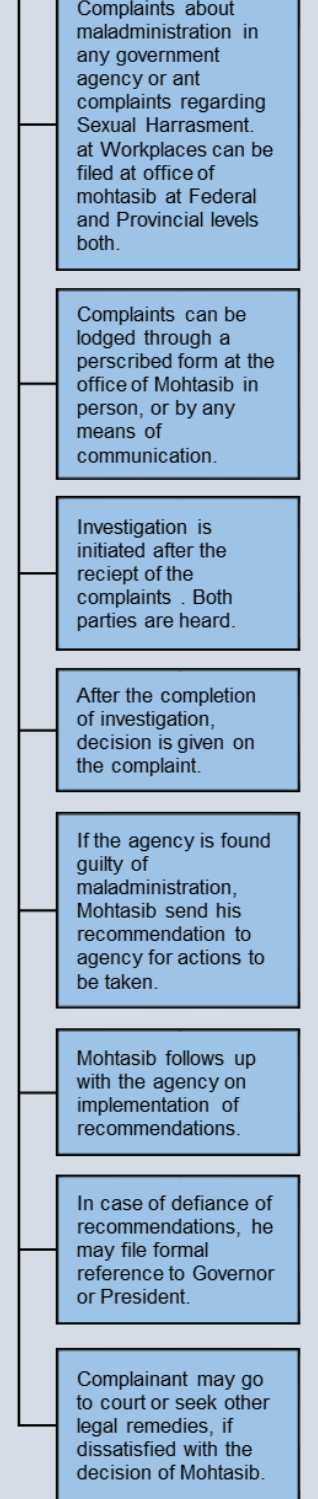 Complaints about
maladministration in
any government
agency or ant
complaints regarding
Sexual Harrasment.
at Workplaces can be
filed at office of
mohtasib at Federal
and Provincial levels
both.
Complaints can be
lodged through a
perscribed form at the
office of Mohtasib in
person, or by any
means of
communication.
Investigation is
initiated after the
reciept of the
complaints . Both
parties are heard.
After the completion
of investigation,
decision is given on
the complaint.
If the agency is found
guilty of
maladministration,
Mohtasib send his
recommendation to
agency for actions to
be taken.
Mohtasib follows up
with the agency on
implementation of
recommendations.
In case of defiance of
recommendations, he
may file formal
reference to Governor
or President.
Complainant may go
to court or seek other
legal remedies, if
dissatisfied with the
decision of Mohtasib.